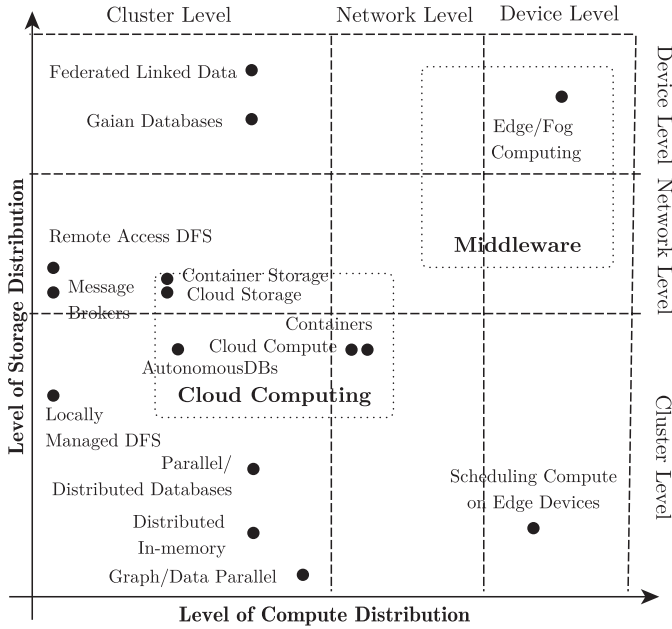 Cluster Level
Network Level
Device Level
Federated Linked Data
Gaian Databases
Edge/Fog
Computing
Device Level
Remote Access DFS
Middleware
Network Level
Container Storage
Message
Cloud Storage
Brokers
Containers
Cloud Compute
AutonomousDBs
Cloud Computing
Locally
Managed DFS
Parallel/
Distributed Databases
Scheduling Compute
on Edge Devices
Cluster Level
Distributed
In-memory
Graph/Data Parallel
Level of Storage Distribution
Level of Compute Distribution